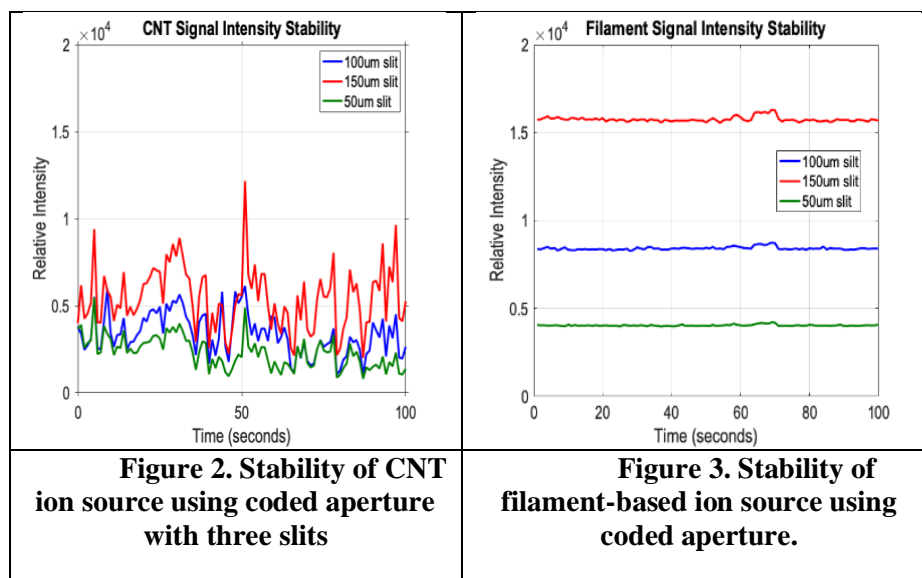 CNT Signal Intensity Stability
×10⁴
2
1.5
1
0.5
0
Relative Intensity
100um slit
150um slit
50um slit
0
50
100
Time (seconds)
Figure 2. Stability of CNT
ion source using coded aperture
with three slits
Filament Signal Intensity Stability
×10⁴
2
1.5
1
0.5
0
Relative Intensity
100um silt
150um slit
50um slit
0
20
40
60
80
100
Time (seconds)
Figure 3. Stability of
filament-based ion source using
coded aperture.